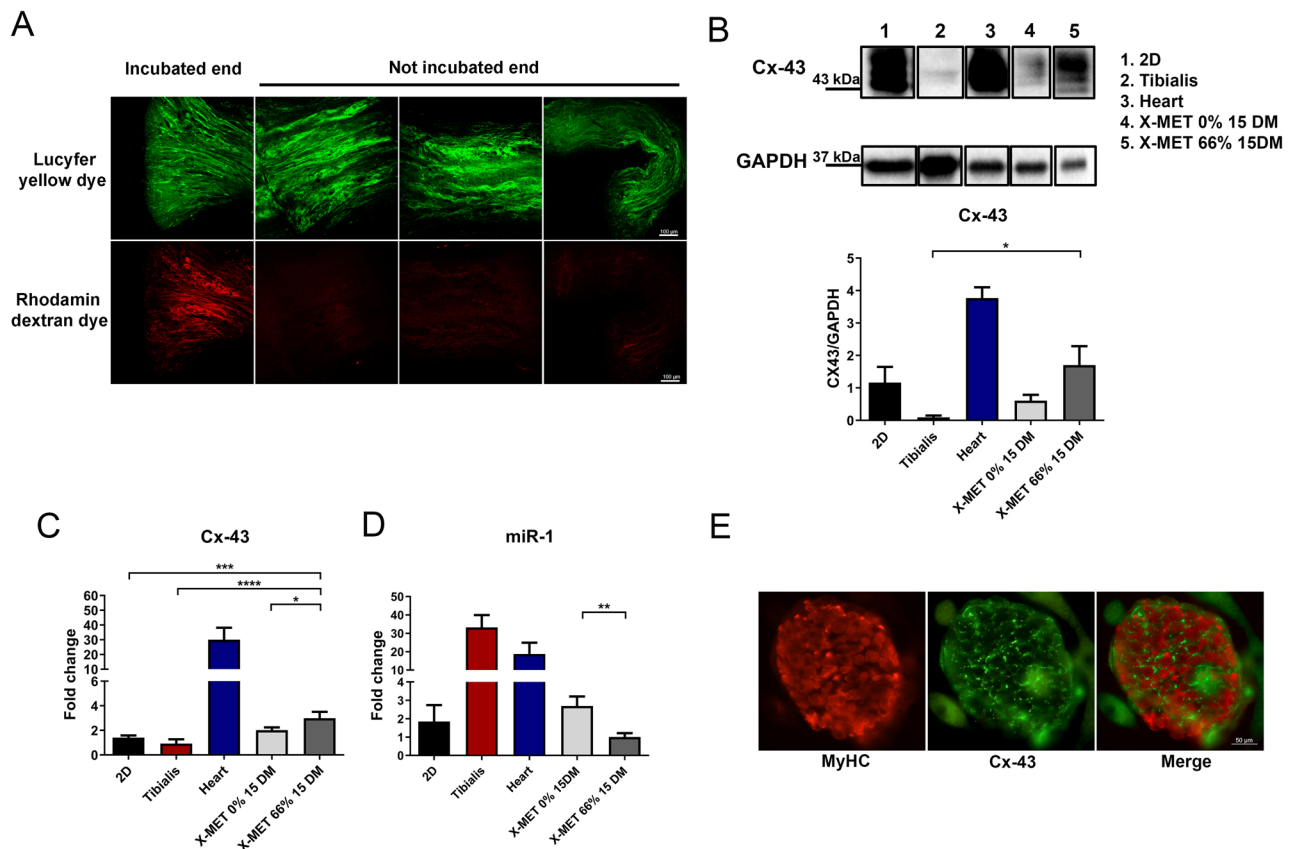 A
Incubated end
Not incubated end
Lucyfer
yellow dye
100 µm
Rhodamin
dextran dye
100 µm
B
1 2 3 4 5
Cx-43
43 kDa
GAPDH
37 kDa
1. 2D
2. Tibialis
3. Heart
4. X-MET 0% 15 DM
5. X-MET 66% 15DM
Cx-43
*
CX43/GAPDH
5
4
3
2
1
0
2D
Tibialis
Heart
X-MET 0% 15 DM
X-MET 66% 15 DM
C
Cx-43
***
****
*
Fold change
60
50
40
30
20
10
6
4
2
0
2D
Tibialis
Heart
X-MET 0% 15 DM
X-MET 66% 15 DM
D
miR-1
**
Fold change
50
40
30
20
10
4
3
2
1
0
2D
Tibialis
Heart
X-MET 0% 15DM
X-MET 66% 15 DM
E
50 µm
MyHC
Cx-43
Merge